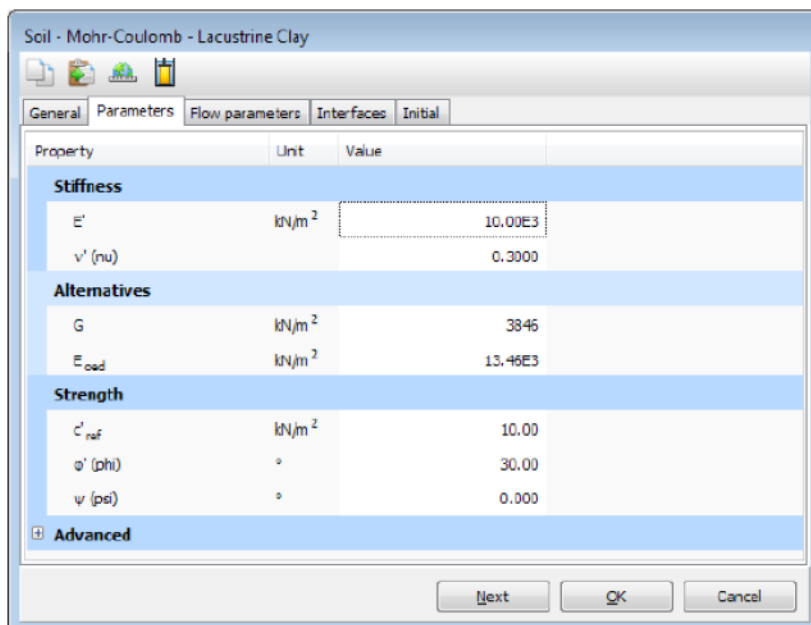 Soil - Mohr-Coulomb - Lacustrine Clay
General Parameters Flow parameters Interfaces Initial
Property Unit Value
Stiffness
E' kN/m² 10.00E3
ν' (nu) 0.3000
Alternatives
G kN/m² 3846
E_oed kN/m² 13.46E3
Strength
c'_ref kN/m² 10.00
φ' (phi) ° 30.00
ψ (psi) ° 0.000
Advanced
Next OK Cancel